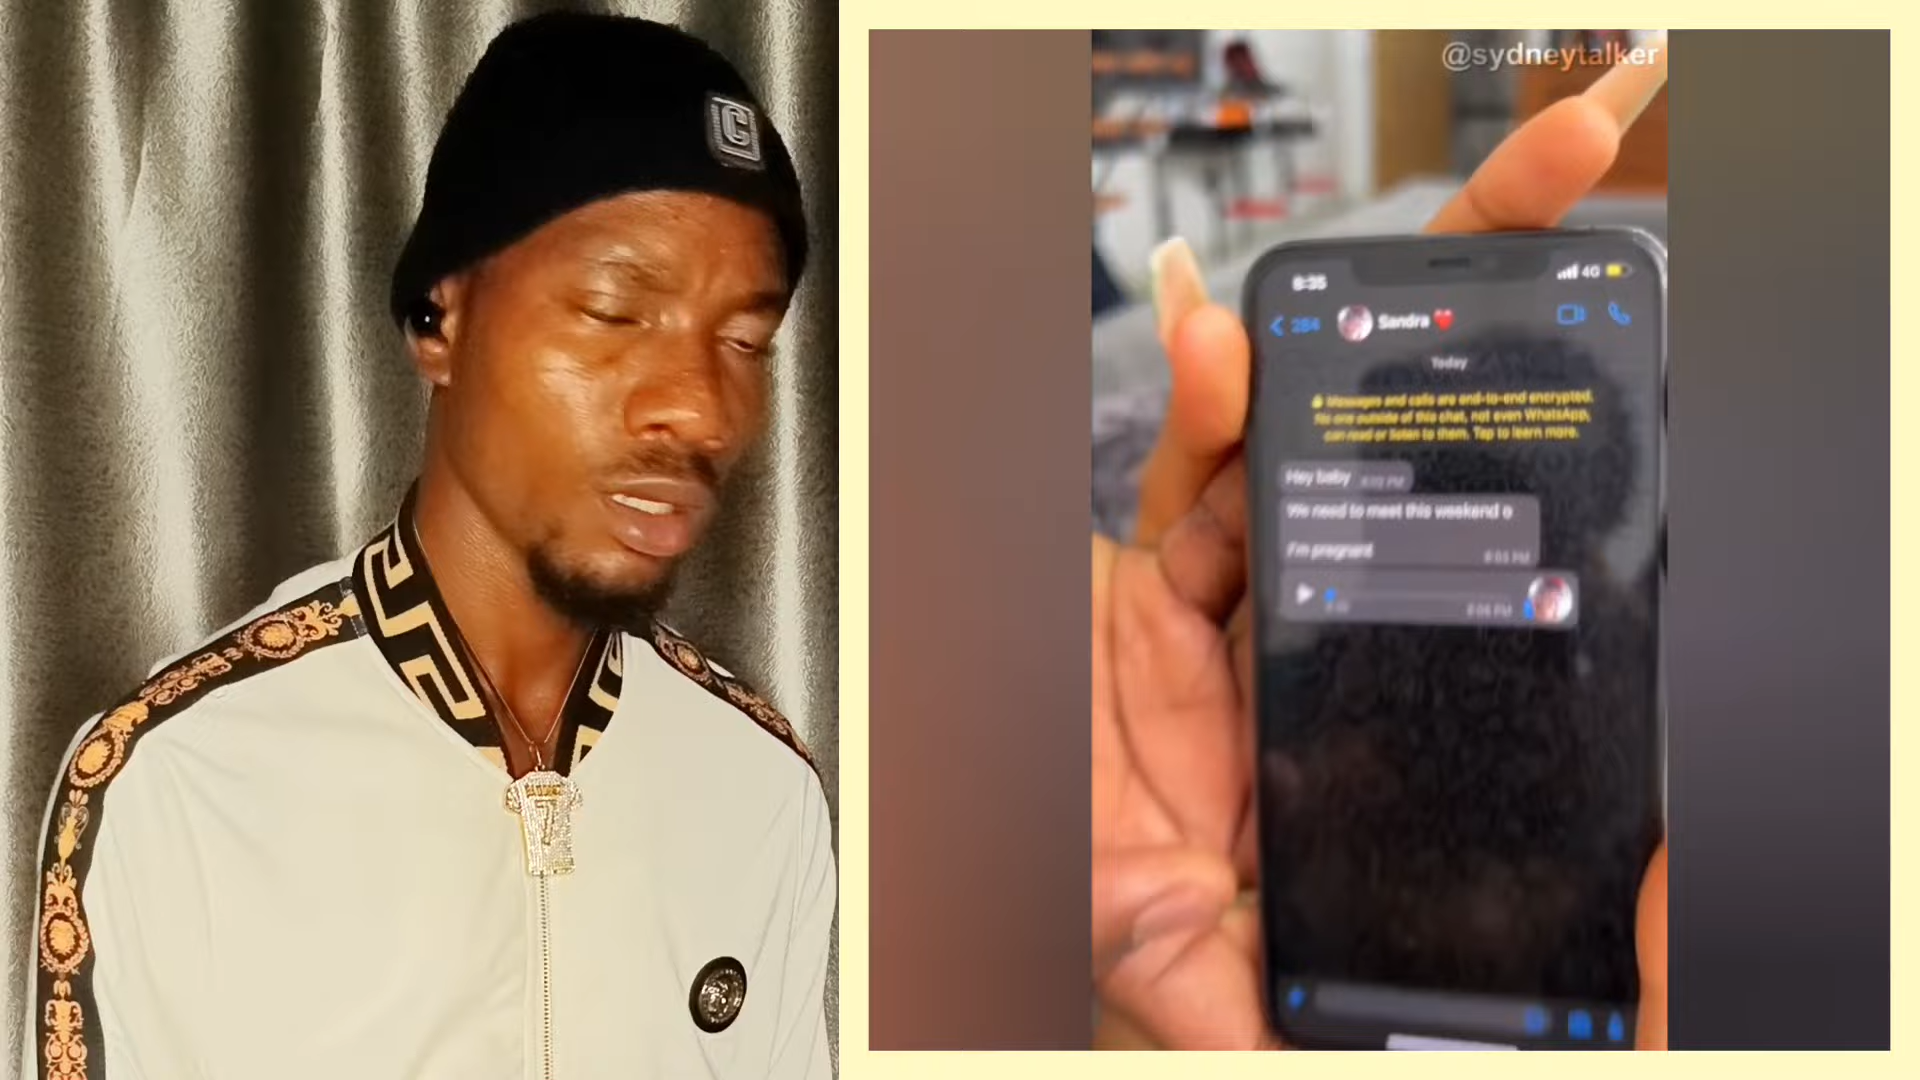 C
@sydneytalker
8:35
4G
284
Sandra
Today
Messages and calls are end-to-end encrypted.
No one outside of this chat, not even WhatsApp,
can read or listen to them. Tap to learn more.
Hey baby
We need to meet this weekend o
I'm pregnant
7